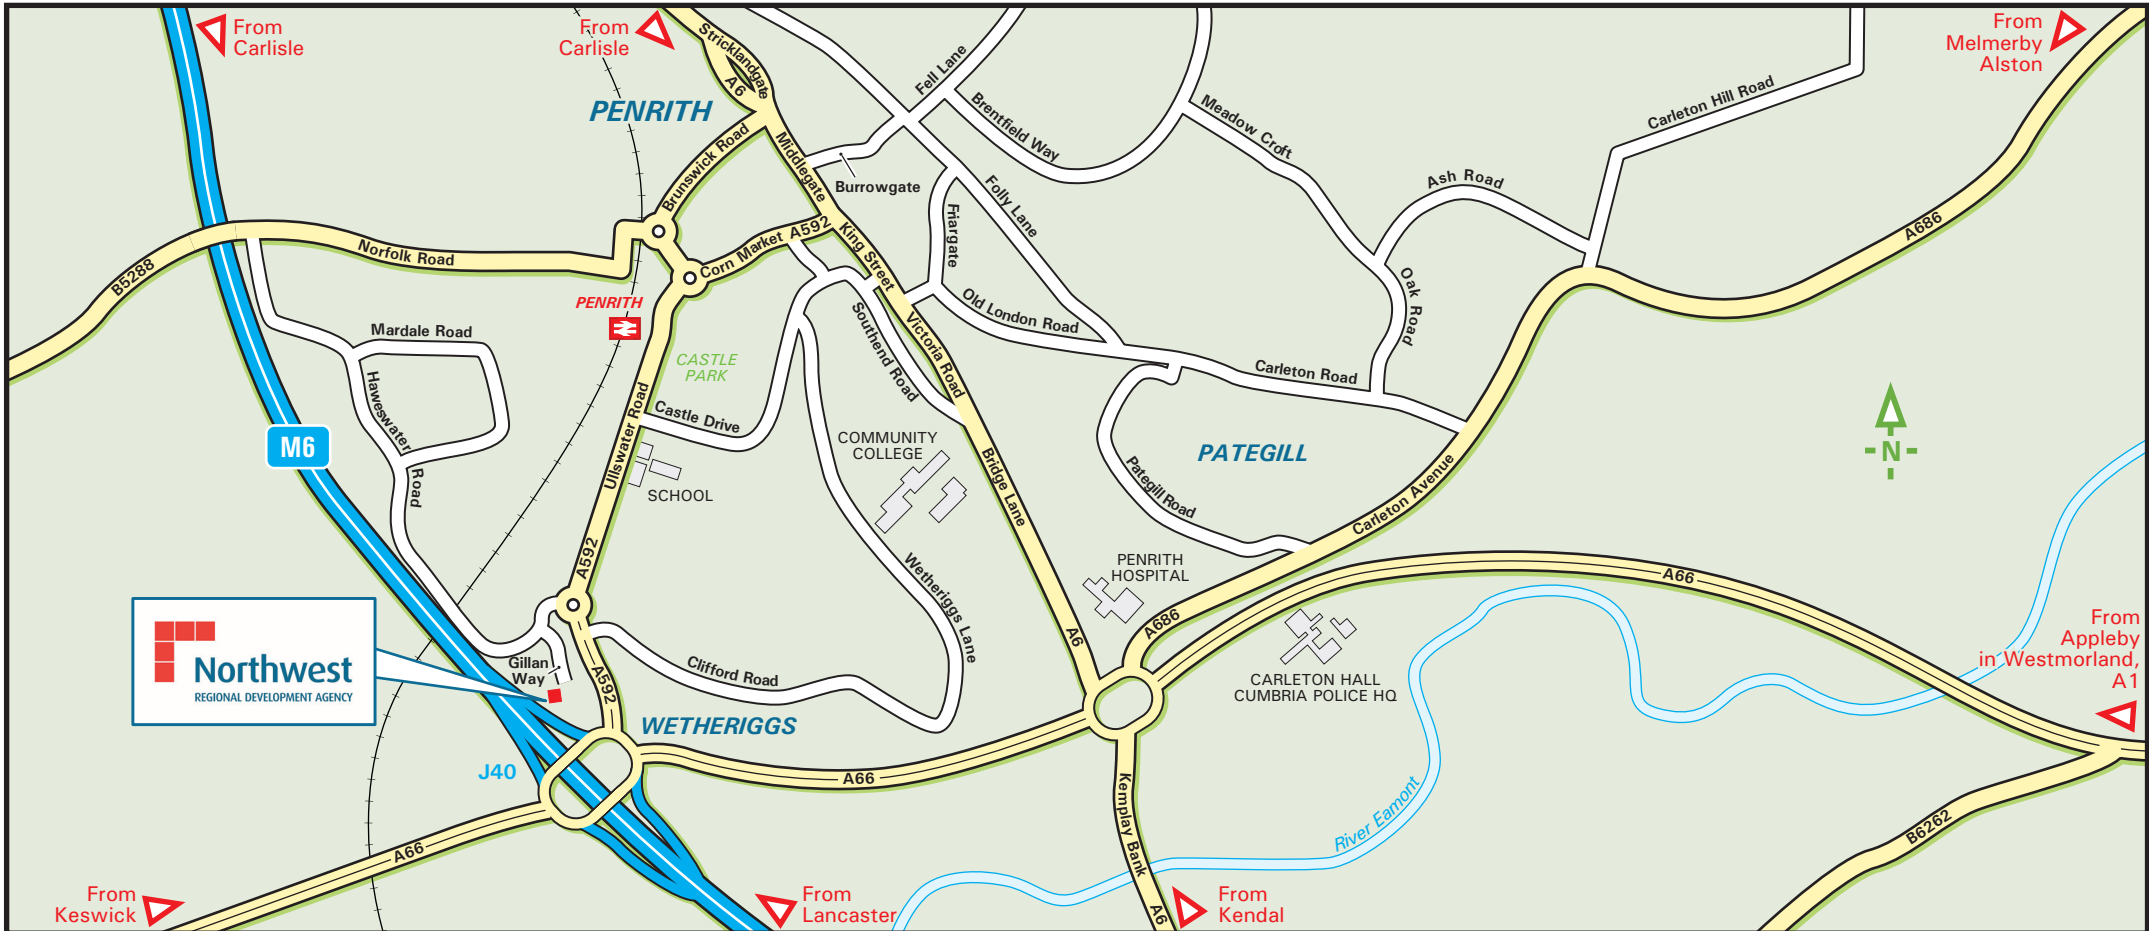 From
Carlisle
From
Carlisle
From
Melmerby
Alston
Stricklandgate
A6
PENRITH
Fell Lane
Brentfield Way
Meadow Croft
Carleton Hill Road
Brunswick Road
Middlegate
Burrowgate
Folly Lane
Friargate
Ash Road
A686
Norfolk Road
B5288
Corn Market A592
King Street
Oak Road
PENRITH
Old London Road
Mardale Road
Southend Road
Victoria Road
CASTLE
PARK
Carleton Road
Haweswater
Road
Ullswater Road
Castle Drive
M6
COMMUNITY
COLLEGE
PATEGILL
N
SCHOOL
Bridge Lane
Pategill Road
Carleton Avenue
A592
Wetheriggs Lane
PENRITH
HOSPITAL
A66
A686
A6
From
Appleby
in Westmorland,
A1
Northwest
REGIONAL DEVELOPMENT AGENCY
Gillan
Way
A592
Clifford Road
CARLETON HALL
CUMBRIA POLICE HQ
WETHERIGGS
J40
A66
Kemplay Bank
River Eamont
B6262
A66
From
Keswick
From
Lancaster
A6
From
Kendal